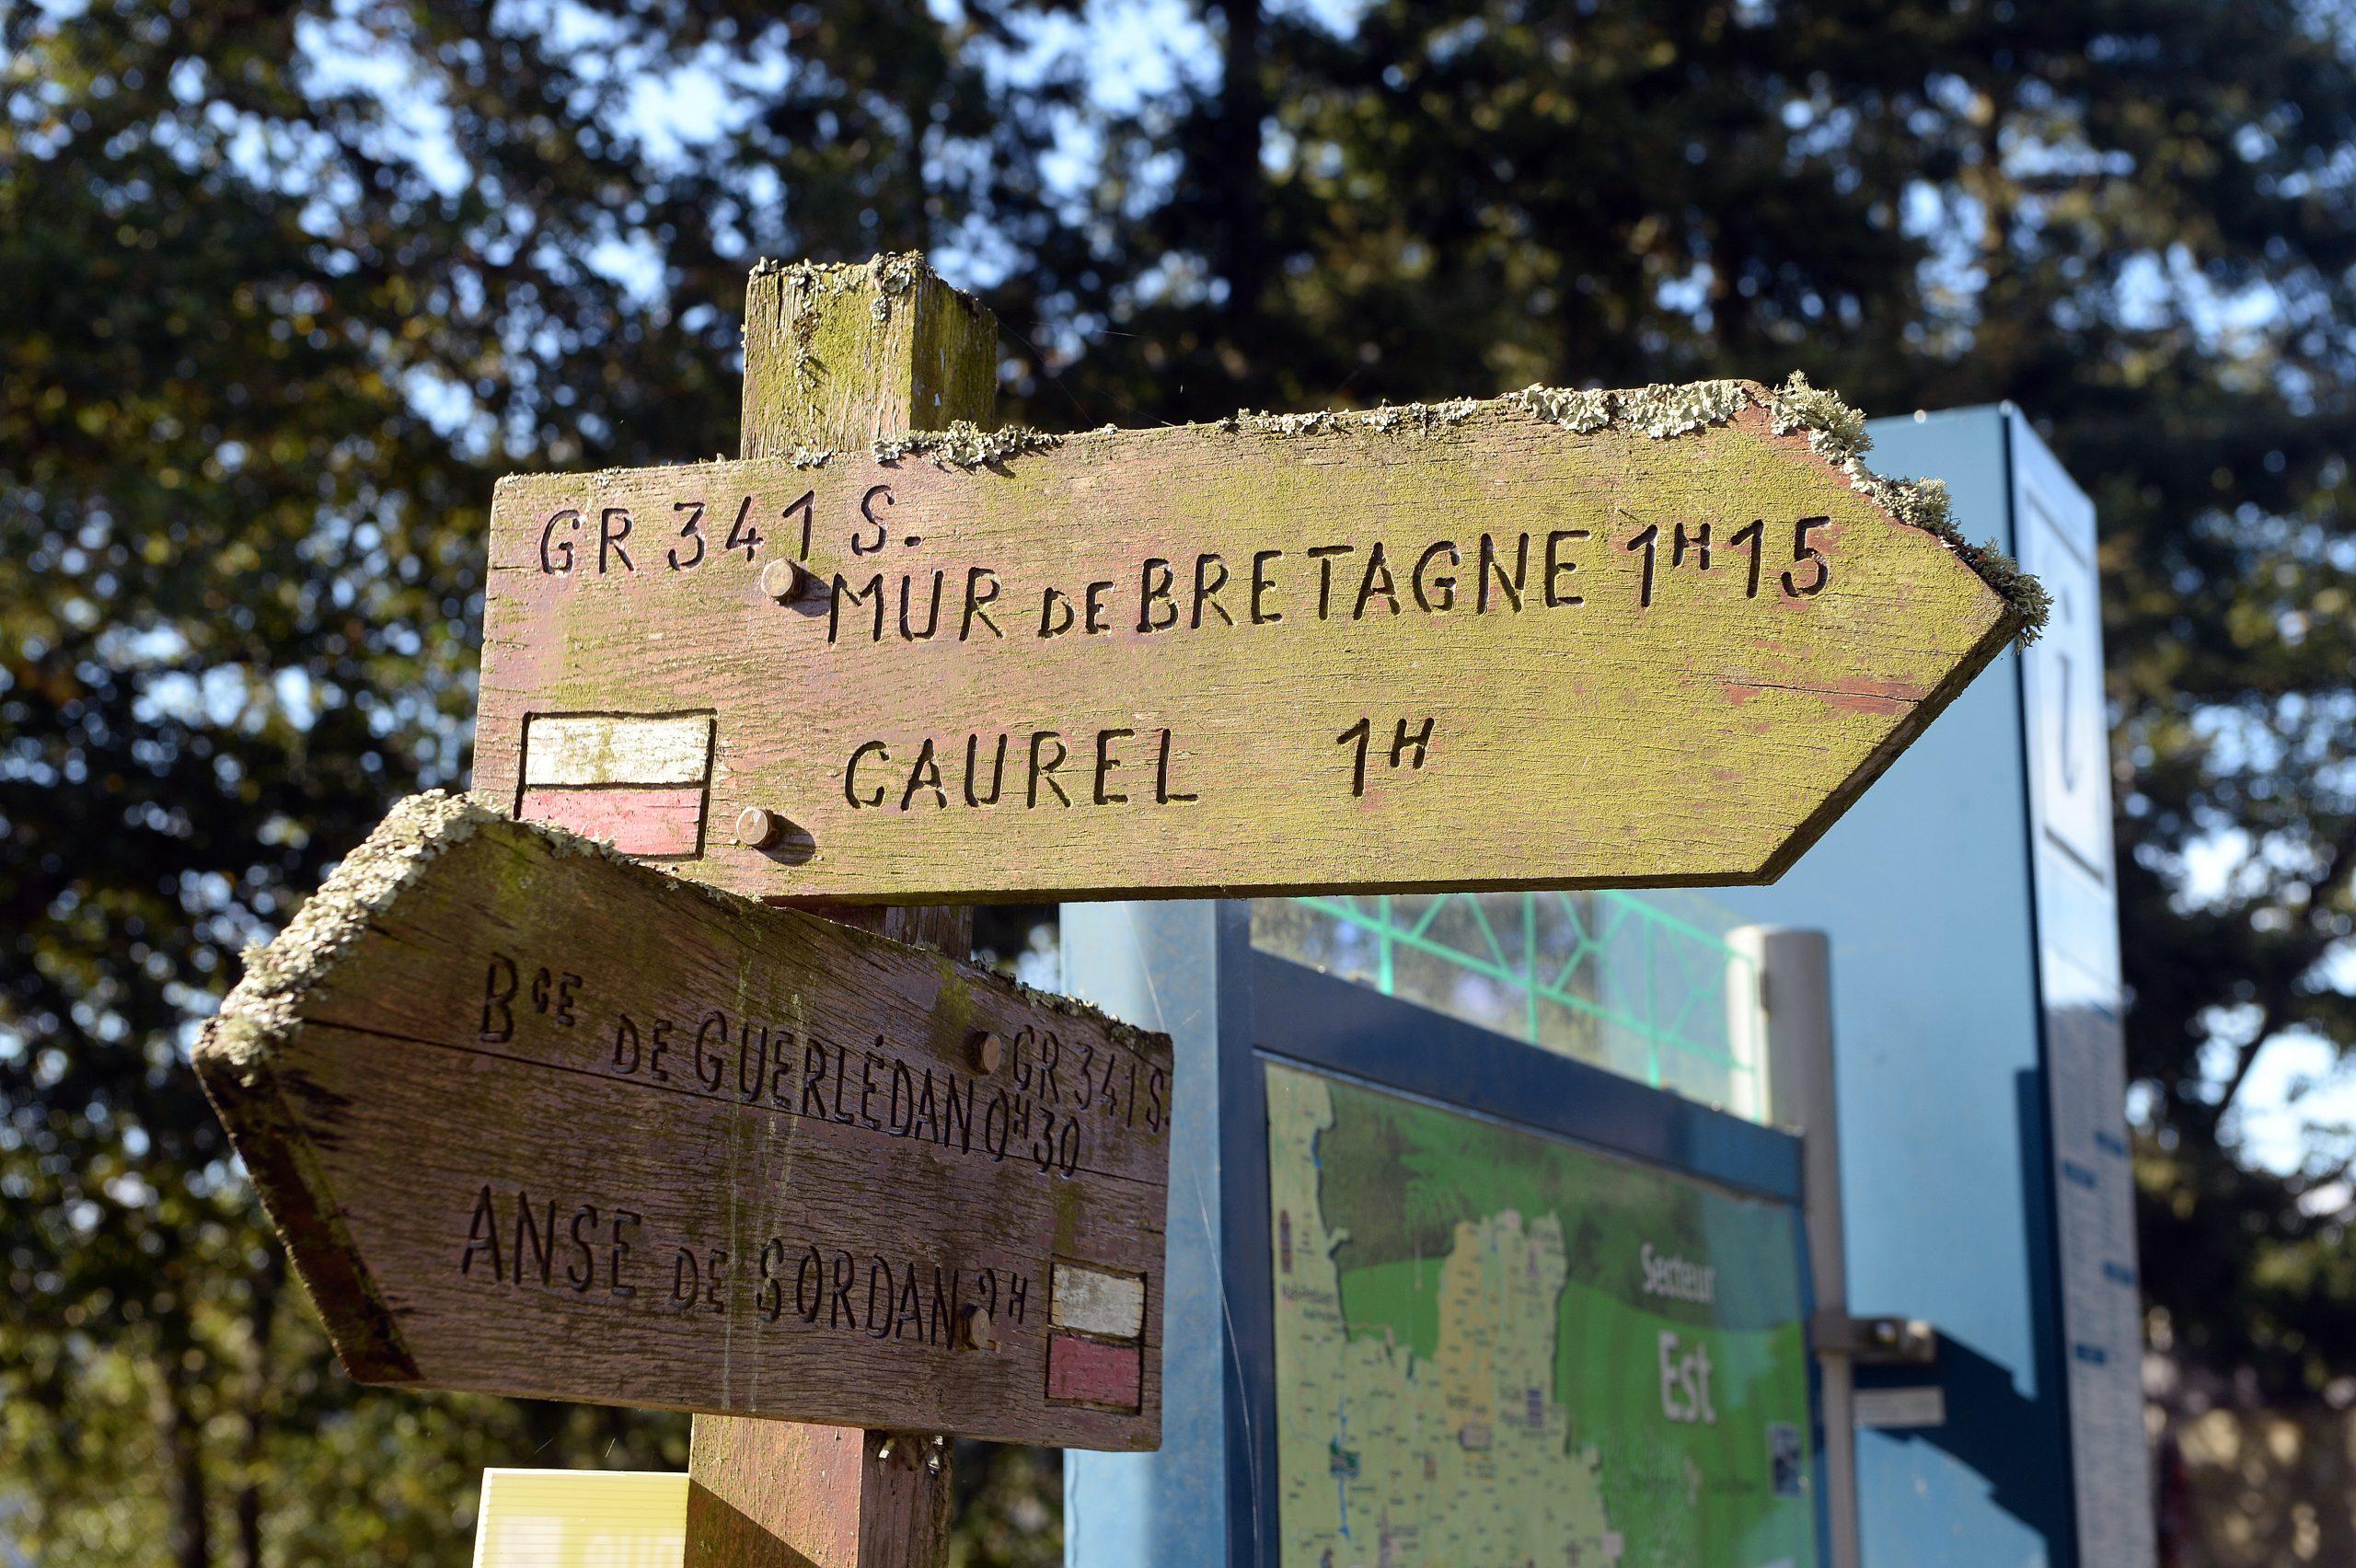 GR 341 S.
MUR DE BRETAGNE 1H15
CAUREL 1H
BGE DE GUERLÉDAN 0H30
GR 341 S.
ANSE DE SORDAN 2H
i
Secteur
Est